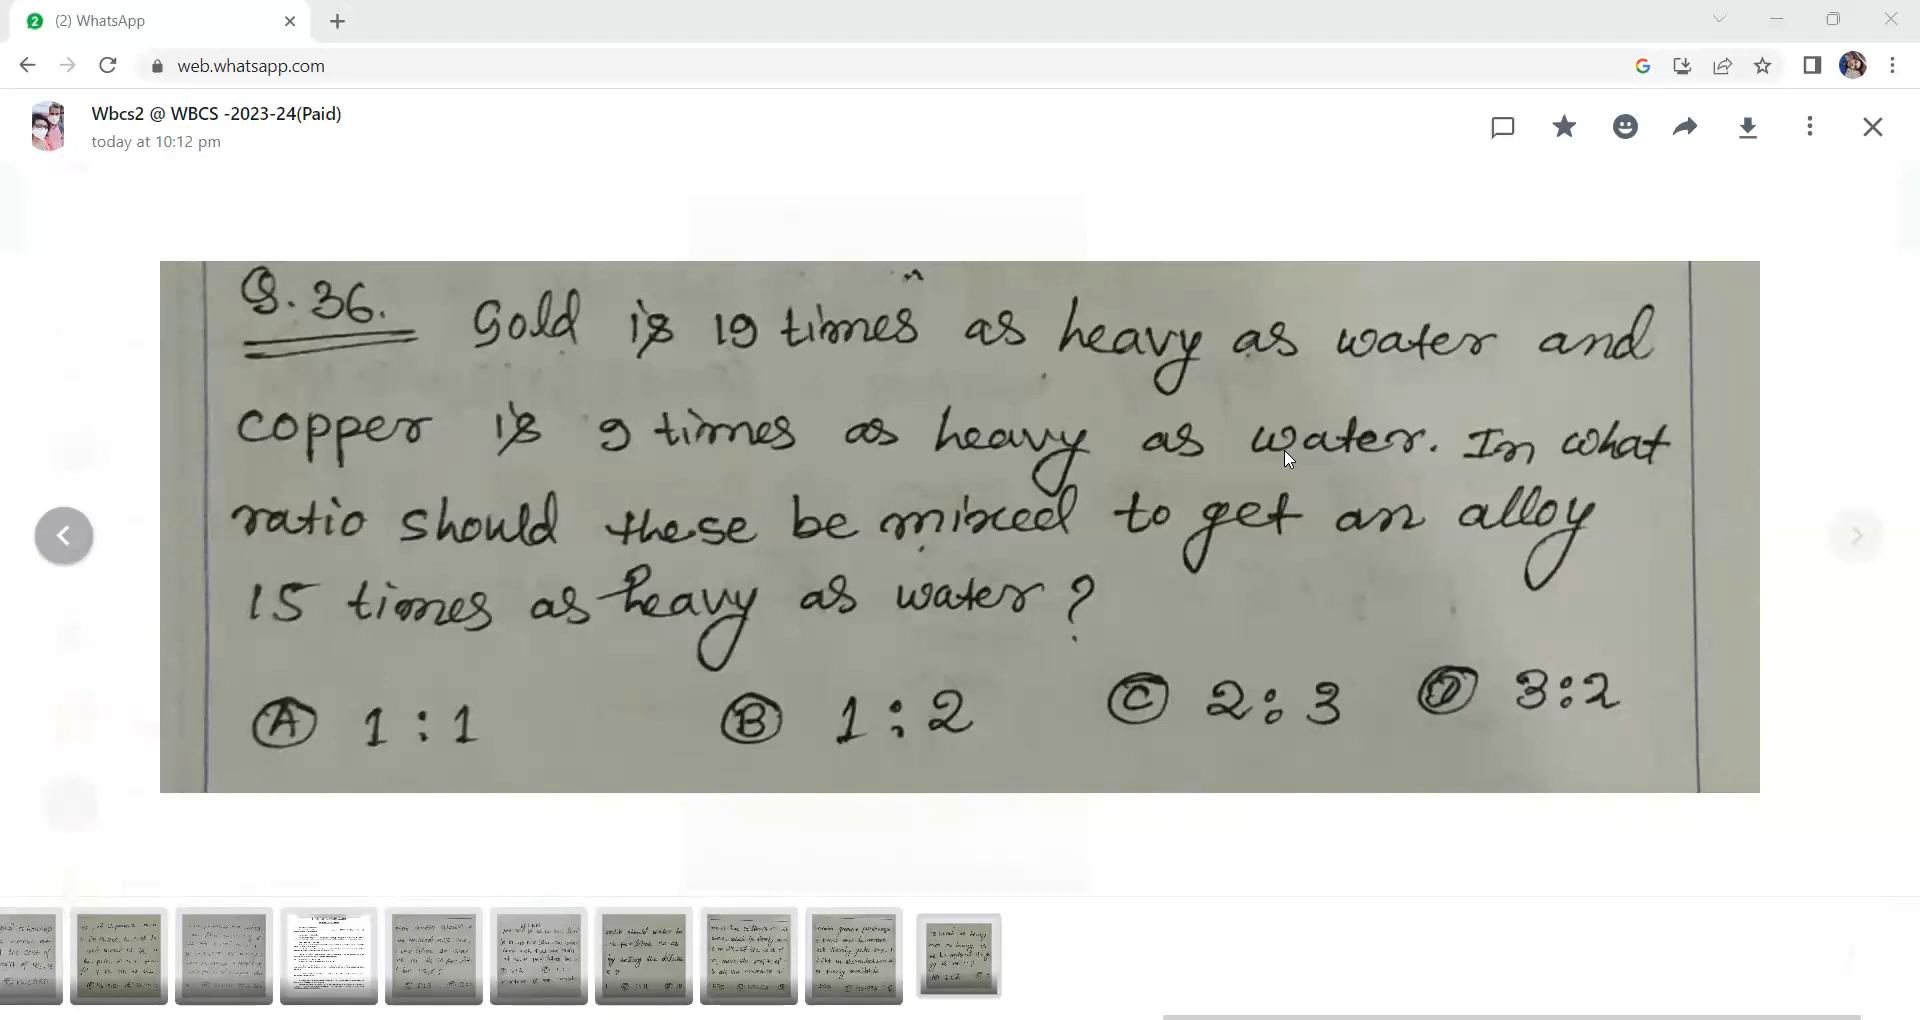 (2) WhatsApp
web.whatsapp.com
Wbcs2 @ WBCS -2023-24(Paid)
today at 10:12 pm
Q. 36. Gold is 19 times as heavy as water and
copper is 9 times as heavy as water. In what
ratio should these be mixed to get an alloy
15 times as heavy as water?
(A) 1 : 1 (B) 1 : 2 (C) 2 : 3 (D) 3 : 2